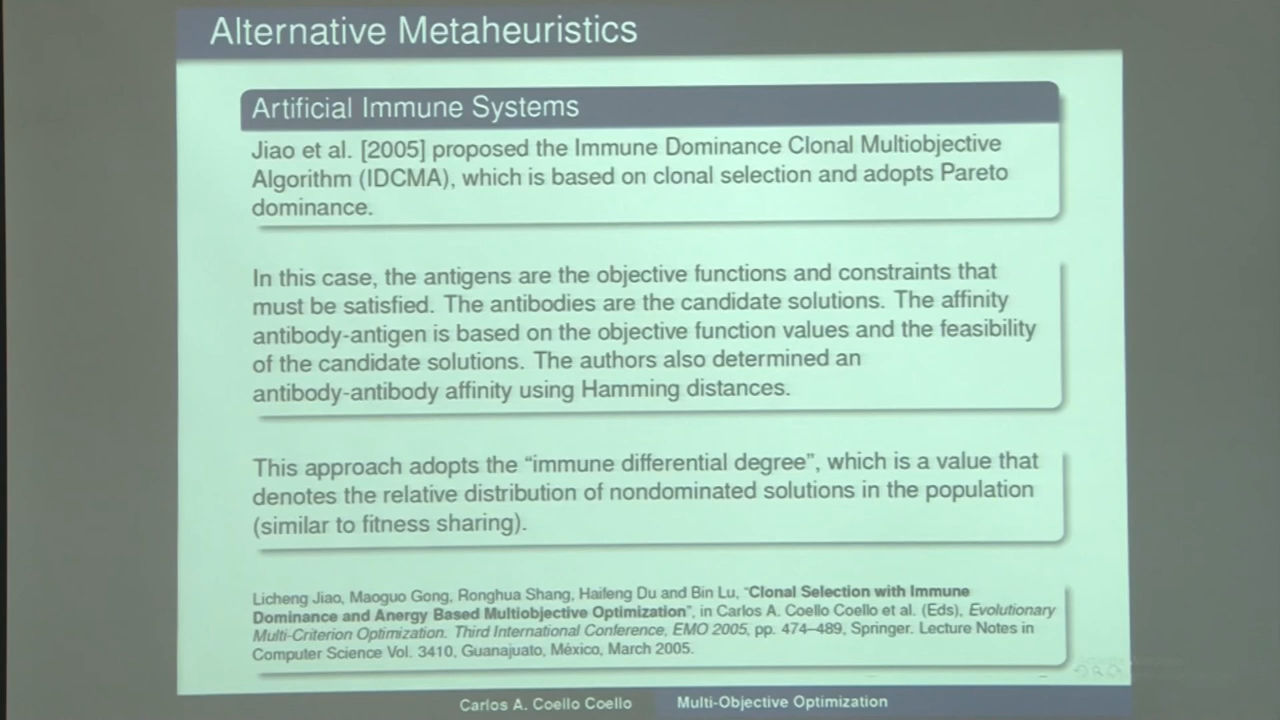 Alternative Metaheuristics
Artificial Immune Systems
Jiao et al. [2005] proposed the Immune Dominance Clonal Multiobjective
Algorithm (IDCMA), which is based on clonal selection and adopts Pareto
dominance.
In this case, the antigens are the objective functions and constraints that
must be satisfied. The antibodies are the candidate solutions. The affinity
antibody-antigen is based on the objective function values and the feasibility
of the candidate solutions. The authors also determined an
antibody-antibody affinity using Hamming distances.
This approach adopts the “immune differential degree”, which is a value that
denotes the relative distribution of nondominated solutions in the population
(similar to fitness sharing).
Licheng Jiao, Maoguo Gong, Ronghua Shang, Haifeng Du and Bin Lu, “Clonal Selection with Immune
Dominance and Anergy Based Multiobjective Optimization”, in Carlos A. Coello Coello et al. (Eds), Evolutionary
Multi-Criterion Optimization. Third International Conference, EMO 2005, pp. 474–489, Springer. Lecture Notes in
Computer Science Vol. 3410, Guanajuato, México, March 2005.
Carlos A. Coello Coello Multi-Objective Optimization